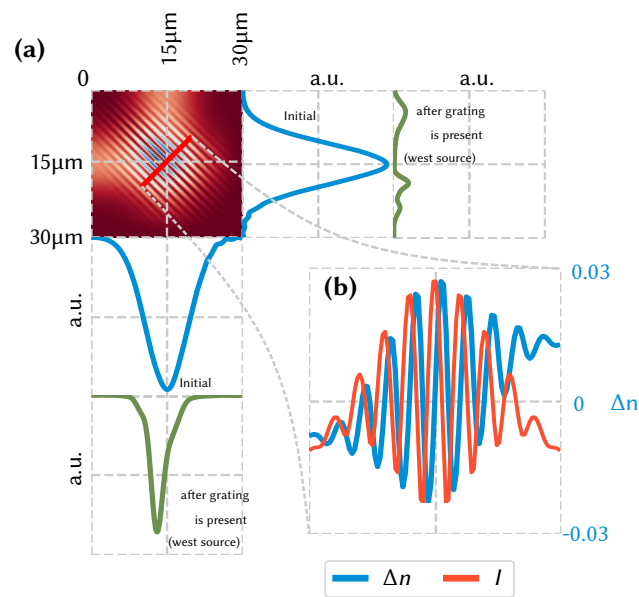 15μm
30μm
(a)
0
a.u.
a.u.
Initial
after grating
is present
(west source)
15μm
30μm
a.u.
Initial
a.u.
after grating
is present
(west source)
(b)
0.03
0
Δn
-0.03
Δn
I